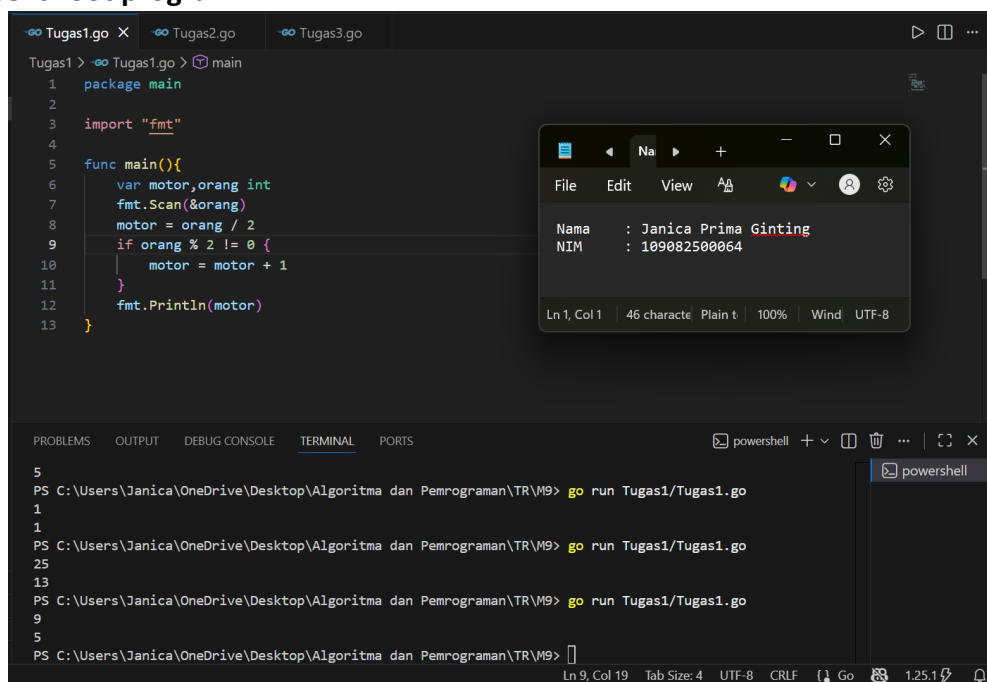 Tugas1.go
Tugas2.go
Tugas3.go
Tugas1 > Tugas1.go > main
1 package main
2
3 import "fmt"
4
5 func main(){
6 var motor,orang int
7 fmt.Scan(&orang)
8 motor = orang / 2
9 if orang % 2 != 0 {
10 motor = motor + 1
11 }
12 fmt.Println(motor)
13 }
File Edit View
Nama : Janica Prima Ginting
NIM : 109082500064
Ln 1, Col 1 46 characte Plain t 100% Wind UTF-8
PROBLEMS OUTPUT DEBUG CONSOLE TERMINAL PORTS
powershell
powershell
5
PS C:\Users\Janica\OneDrive\Desktop\Algoritma dan Pemrograman\TR\M9> go run Tugas1/Tugas1.go
1
1
PS C:\Users\Janica\OneDrive\Desktop\Algoritma dan Pemrograman\TR\M9> go run Tugas1/Tugas1.go
25
13
PS C:\Users\Janica\OneDrive\Desktop\Algoritma dan Pemrograman\TR\M9> go run Tugas1/Tugas1.go
9
5
PS C:\Users\Janica\OneDrive\Desktop\Algoritma dan Pemrograman\TR\M9>
Ln 9, Col 19 Tab Size: 4 UTF-8 CRLF Go 1.25.1